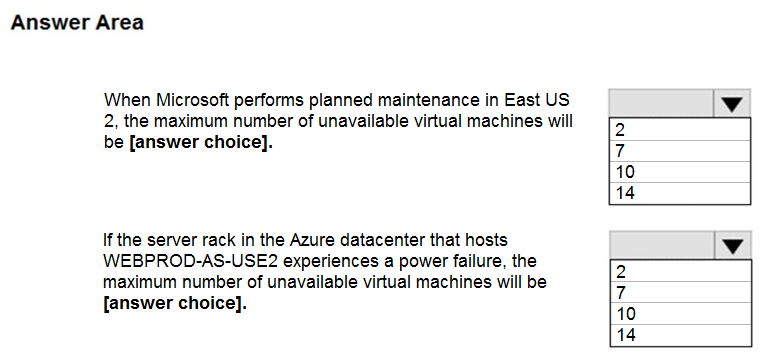 Answer Area
When Microsoft performs planned maintenance in East US
2, the maximum number of unavailable virtual machines will
be [answer choice].
2
7
10
14
If the server rack in the Azure datacenter that hosts
WEBPROD-AS-USE2 experiences a power failure, the
maximum number of unavailable virtual machines will be
[answer choice].
2
7
10
14